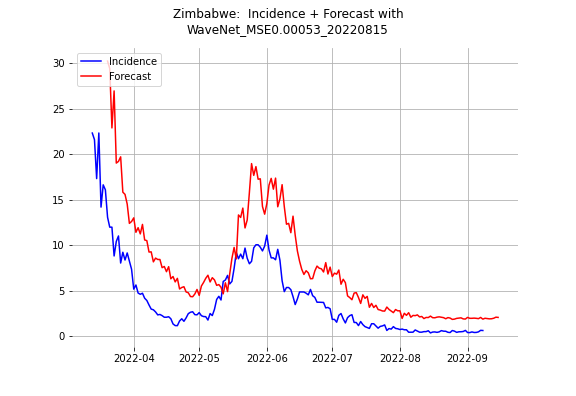 Zimbabwe:  Incidence + Forecast with
WaveNet_MSE0.00053_20220815
Incidence
Forecast
30
25
20
15
10
5
0
2022-04 2022-05 2022-06 2022-07 2022-08 2022-09